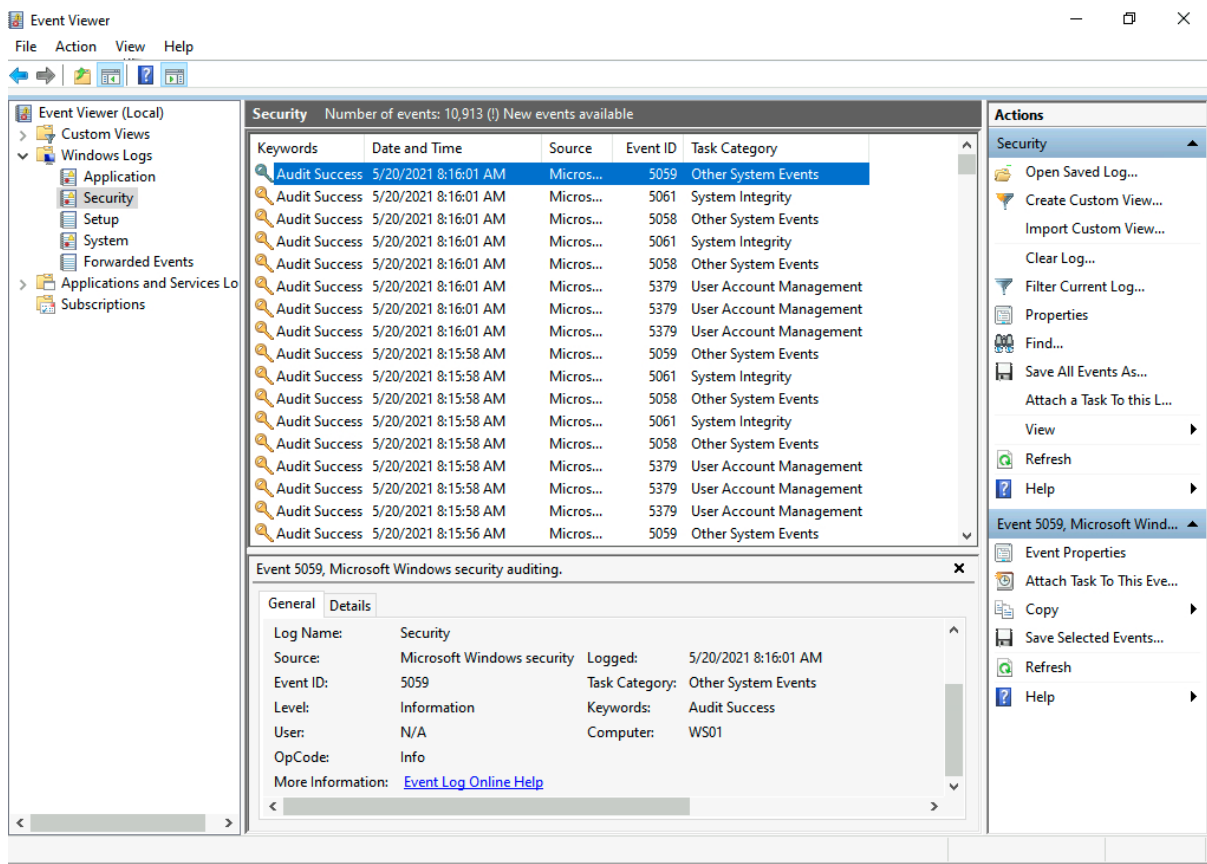 Event Viewer
File Action View Help
Event Viewer (Local)
Custom Views
Windows Logs
Application
Security
Setup
System
Forwarded Events
Applications and Services Lo
Subscriptions
Security Number of events: 10,913 (!) New events available
Keywords Date and Time Source Event ID Task Category
Audit Success 5/20/2021 8:16:01 AM Micros... 5059 Other System Events
Audit Success 5/20/2021 8:16:01 AM Micros... 5061 System Integrity
Audit Success 5/20/2021 8:16:01 AM Micros... 5058 Other System Events
Audit Success 5/20/2021 8:16:01 AM Micros... 5061 System Integrity
Audit Success 5/20/2021 8:16:01 AM Micros... 5058 Other System Events
Audit Success 5/20/2021 8:16:01 AM Micros... 5379 User Account Management
Audit Success 5/20/2021 8:16:01 AM Micros... 5379 User Account Management
Audit Success 5/20/2021 8:16:01 AM Micros... 5379 User Account Management
Audit Success 5/20/2021 8:15:58 AM Micros... 5059 Other System Events
Audit Success 5/20/2021 8:15:58 AM Micros... 5061 System Integrity
Audit Success 5/20/2021 8:15:58 AM Micros... 5058 Other System Events
Audit Success 5/20/2021 8:15:58 AM Micros... 5061 System Integrity
Audit Success 5/20/2021 8:15:58 AM Micros... 5058 Other System Events
Audit Success 5/20/2021 8:15:58 AM Micros... 5379 User Account Management
Audit Success 5/20/2021 8:15:58 AM Micros... 5379 User Account Management
Audit Success 5/20/2021 8:15:58 AM Micros... 5379 User Account Management
Audit Success 5/20/2021 8:15:56 AM Micros... 5059 Other System Events
Event 5059, Microsoft Windows security auditing.
General Details
Log Name: Security
Source: Microsoft Windows security Logged: 5/20/2021 8:16:01 AM
Event ID: 5059 Task Category: Other System Events
Level: Information Keywords: Audit Success
User: N/A Computer: WS01
OpCode: Info
More Information: Event Log Online Help
Actions
Security
Open Saved Log...
Create Custom View...
Import Custom View...
Clear Log...
Filter Current Log...
Properties
Find...
Save All Events As...
Attach a Task To this L...
View
Refresh
Help
Event 5059, Microsoft Wind...
Event Properties
Attach Task To This Eve...
Copy
Save Selected Events...
Refresh
Help